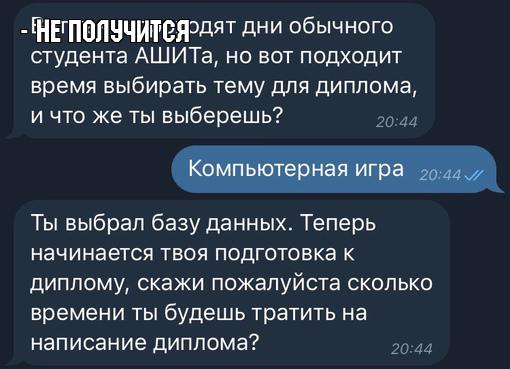 - НЕ ПОЛУЧИТСЯ
дни обычного
студента АШИТа, но вот подходит
время выбирать тему для диплома,
и что же ты выберешь?
20:44
Компьютерная игра 20:44
Ты выбрал базу данных. Теперь
начинается твоя подготовка к
диплому, скажи пожалуйста сколько
времени ты будешь тратить на
написание диплома?
20:44